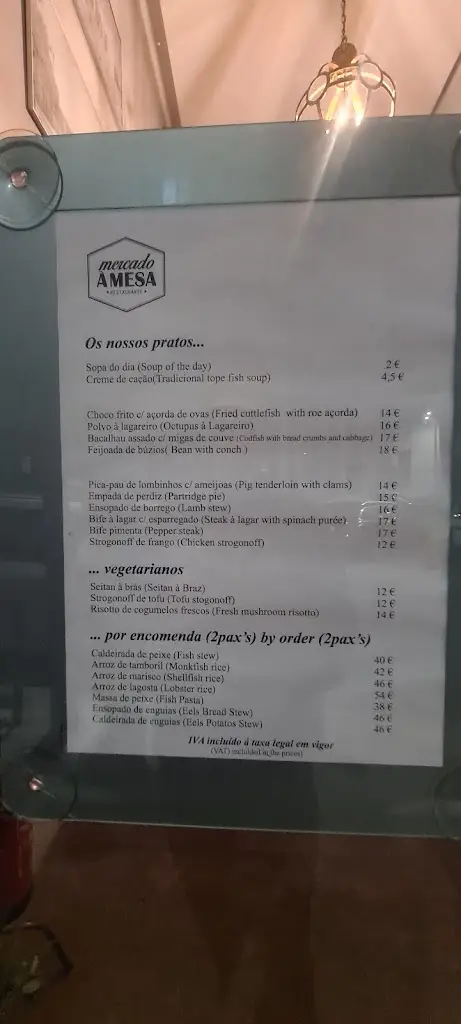 mercado
ÀMESA
• RESTAURANTE •
Os nossos pratos...
Sopa do dia (Soup of the day) 2 €
Creme de cação(Tradicional tope fish soup) 4,5 €
Choco frito c/ açorda de ovas (Fried cuttlefish with roe açorda) 14 €
Polvo à lagareiro (Octupus à Lagareiro) 16 €
Bacalhau assado c/ migas de couve (Codfish with bread crumbs and cabbage) 17 €
Feijoada de búzios( Bean with conch ) 18 €
Pica-pau de lombinhos c/ ameijoas (Pig tenderloin with clams) 14 €
Empada de perdiz (Partridge pie) 15 €
Ensopado de borrego (Lamb stew) 16 €
Bife à lagar c/ esparregado (Steak à lagar with spinach purée) 17 €
Bife pimenta (Pepper steak) 17 €
Strogonoff de frango (Chicken strogonoff) 12 €
... vegetarianos
Seitan à brás (Seitan à Braz) 12 €
Strogonoff de tofu (Tofu stogonoff) 12 €
Risotto de cogumelos frescos (Fresh mushroom risotto) 14 €
... por encomenda (2pax's) by order (2pax's)
Caldeirada de peixe (Fish stew) 40 €
Arroz de tamboril (Monkfish rice) 42 €
Arroz de marisco (Shellfish rice) 46 €
Arroz de lagosta (Lobster rice) 54 €
Massa de peixe (Fish Pasta) 38 €
Ensopado de enguias (Eels Bread Stew) 46 €
Caldeirada de enguias (Eels Potatos Stew) 46 €
IVA incluído á taxa legal em vigor
(VAT) included in the prices)